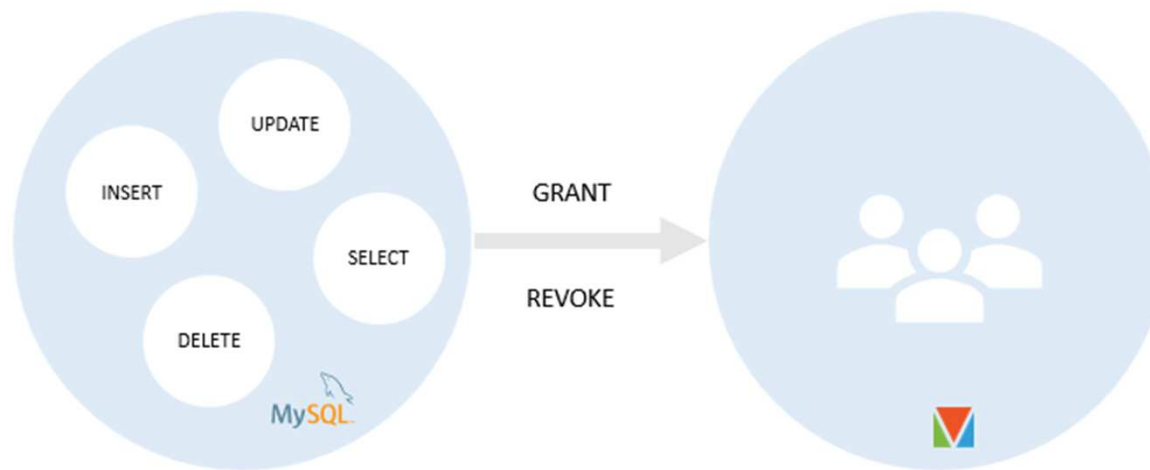 UPDATE
INSERT
SELECT
DELETE
MySQL
GRANT
REVOKE